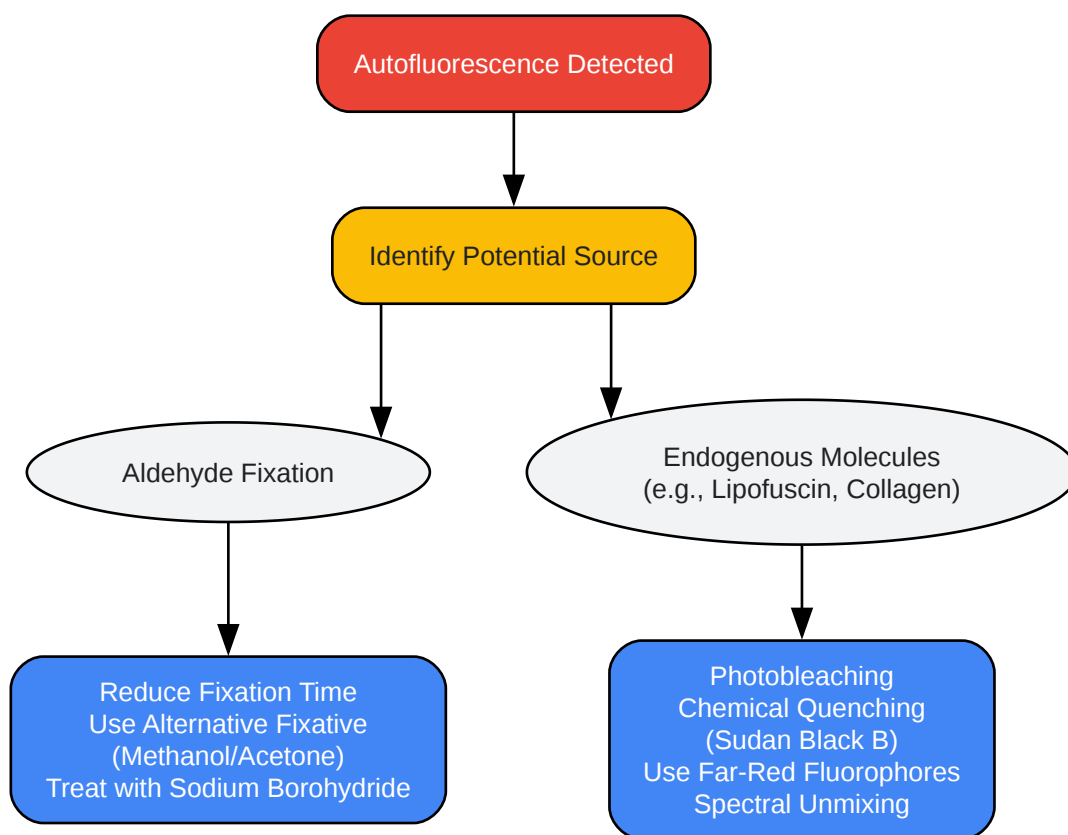 Autofluorescence Detected
Identify Potential Source
Aldehyde Fixation
Endogenous Molecules
(e.g., Lipofuscin, Collagen)
Reduce Fixation Time
Use Alternative Fixative
(Methanol/Acetone)
Treat with Sodium Borohydride
Photobleaching
Chemical Quenching
(Sudan Black B)
Use Far-Red Fluorophores
Spectral Unmixing